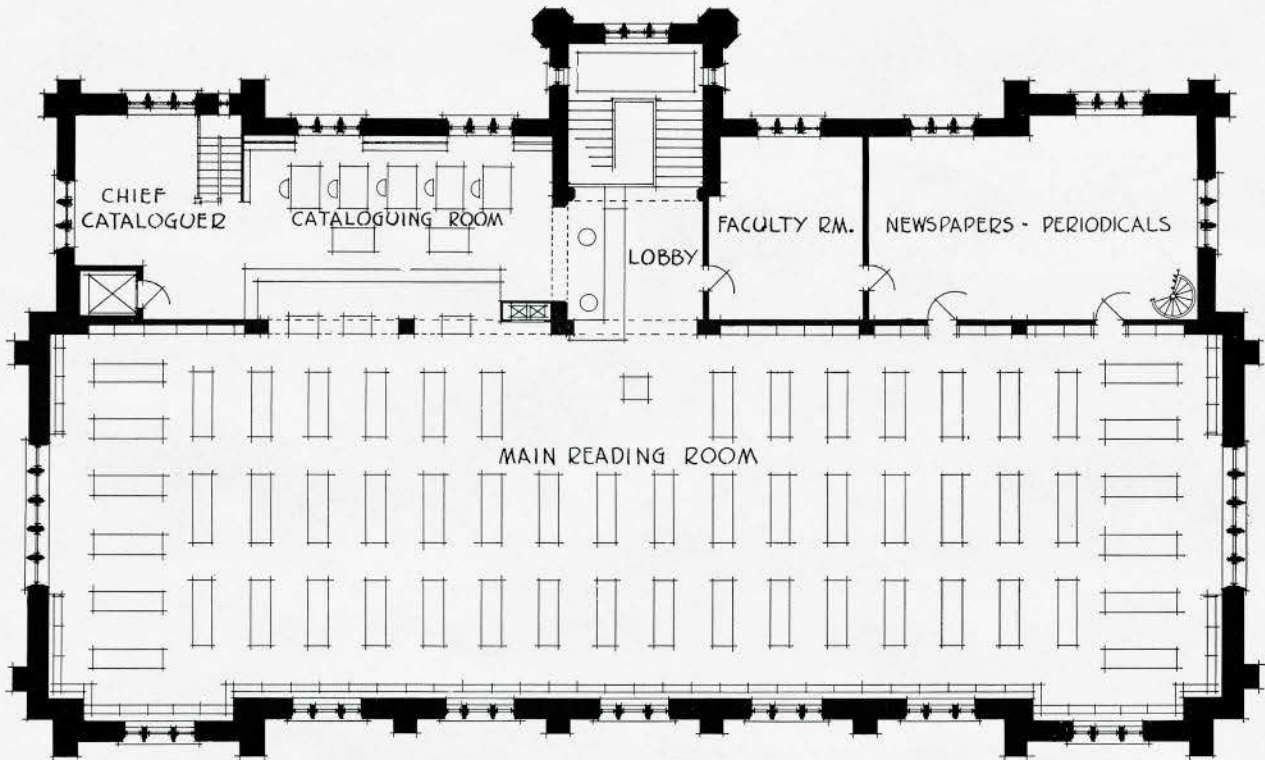 CHIEF
CATALOGUER
CATALOGUING ROOM
LOBBY
FACULTY RM.
NEWSPAPERS - PERIODICALS
MAIN READING ROOM